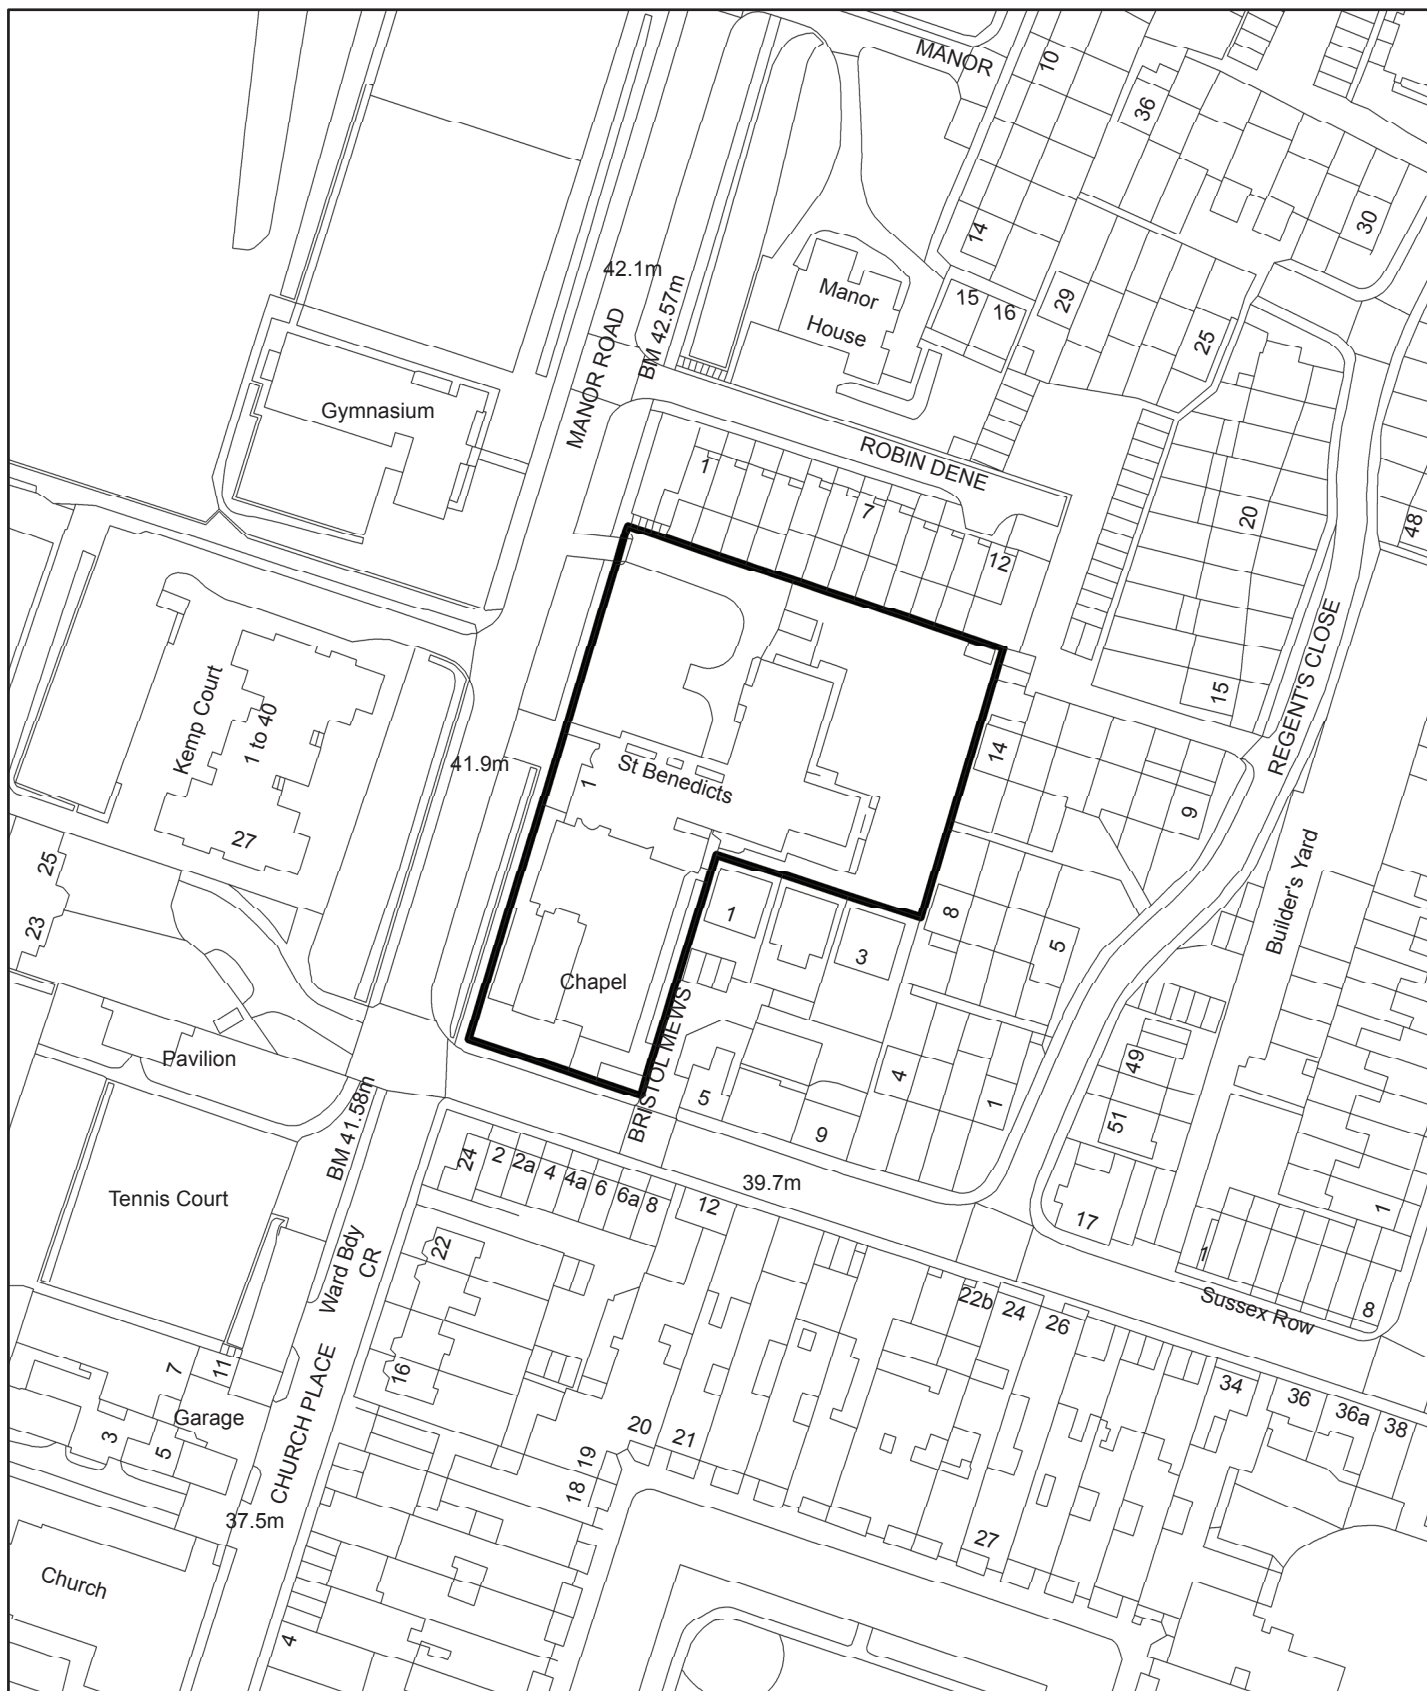 MANOR
10
36
30
14
42.1m
BM 42.57m
Manor
House
15
16
29
25
MANOR ROAD
Gymnasium
ROBIN DENE
1
7
12
20
48
Kemp Court
1 to 40
27
41.9m
1
St Benedicts
14
15
9
REGENT'S CLOSE
25
23
Chapel
1
3
8
5
Builder's Yard
Pavilion
BRISTOL MEWS
5
9
4
1
49
51
17
BM 41.58m
Tennis Court
24
2
2a
4
4a
6
6a
8
12
39.7m
1
1
8
Sussex Row
Ward Bdy
CR
22
16
22b
24
26
34
36
36a
38
7
11
Garage
3
5
CHURCH PLACE
20
21
19
18
27
37.5m
Church
4